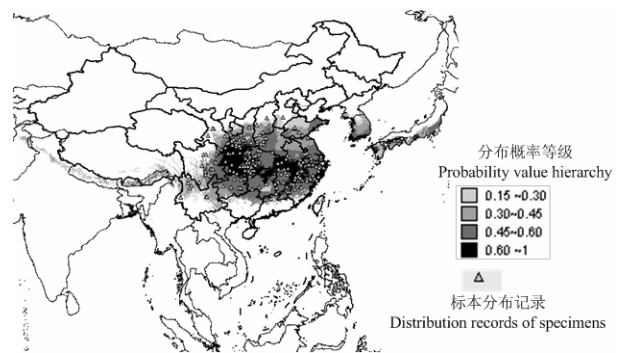 分布概率等级
Probability value hierarchy
0.15 ~0.30
0.30~0.45
0.45~0.60
0.60 ~1
标本分布记录
Distribution records of specimens